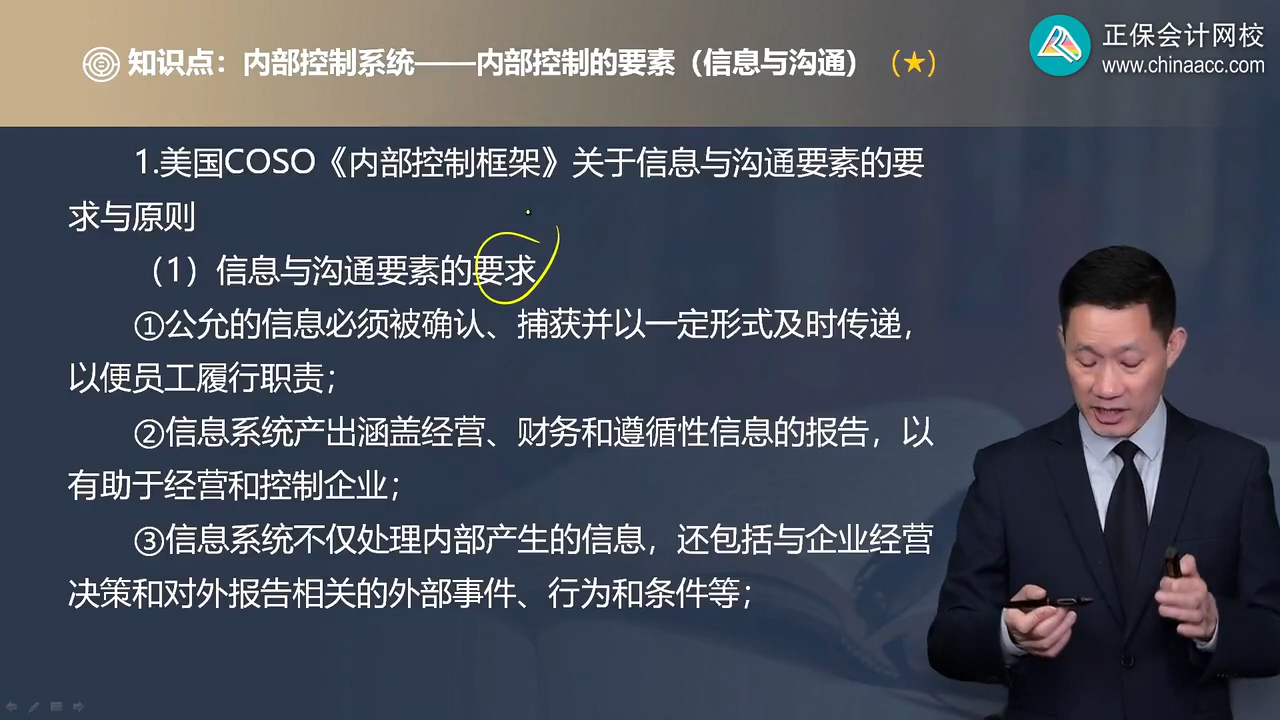 知识点：内部控制系统——内部控制的要素（信息与沟通）（★）
正保会计网校
www.chinaacc.com
1.美国COSO《内部控制框架》关于信息与沟通要素的要
求与原则
（1）信息与沟通要素的要求
①公允的信息必须被确认、捕获并以一定形式及时传递，
以便员工履行职责；
②信息系统产出涵盖经营、财务和遵循性信息的报告，以
有助于经营和控制企业；
③信息系统不仅处理内部产生的信息，还包括与企业经营
决策和对外报告相关的外部事件、行为和条件等；